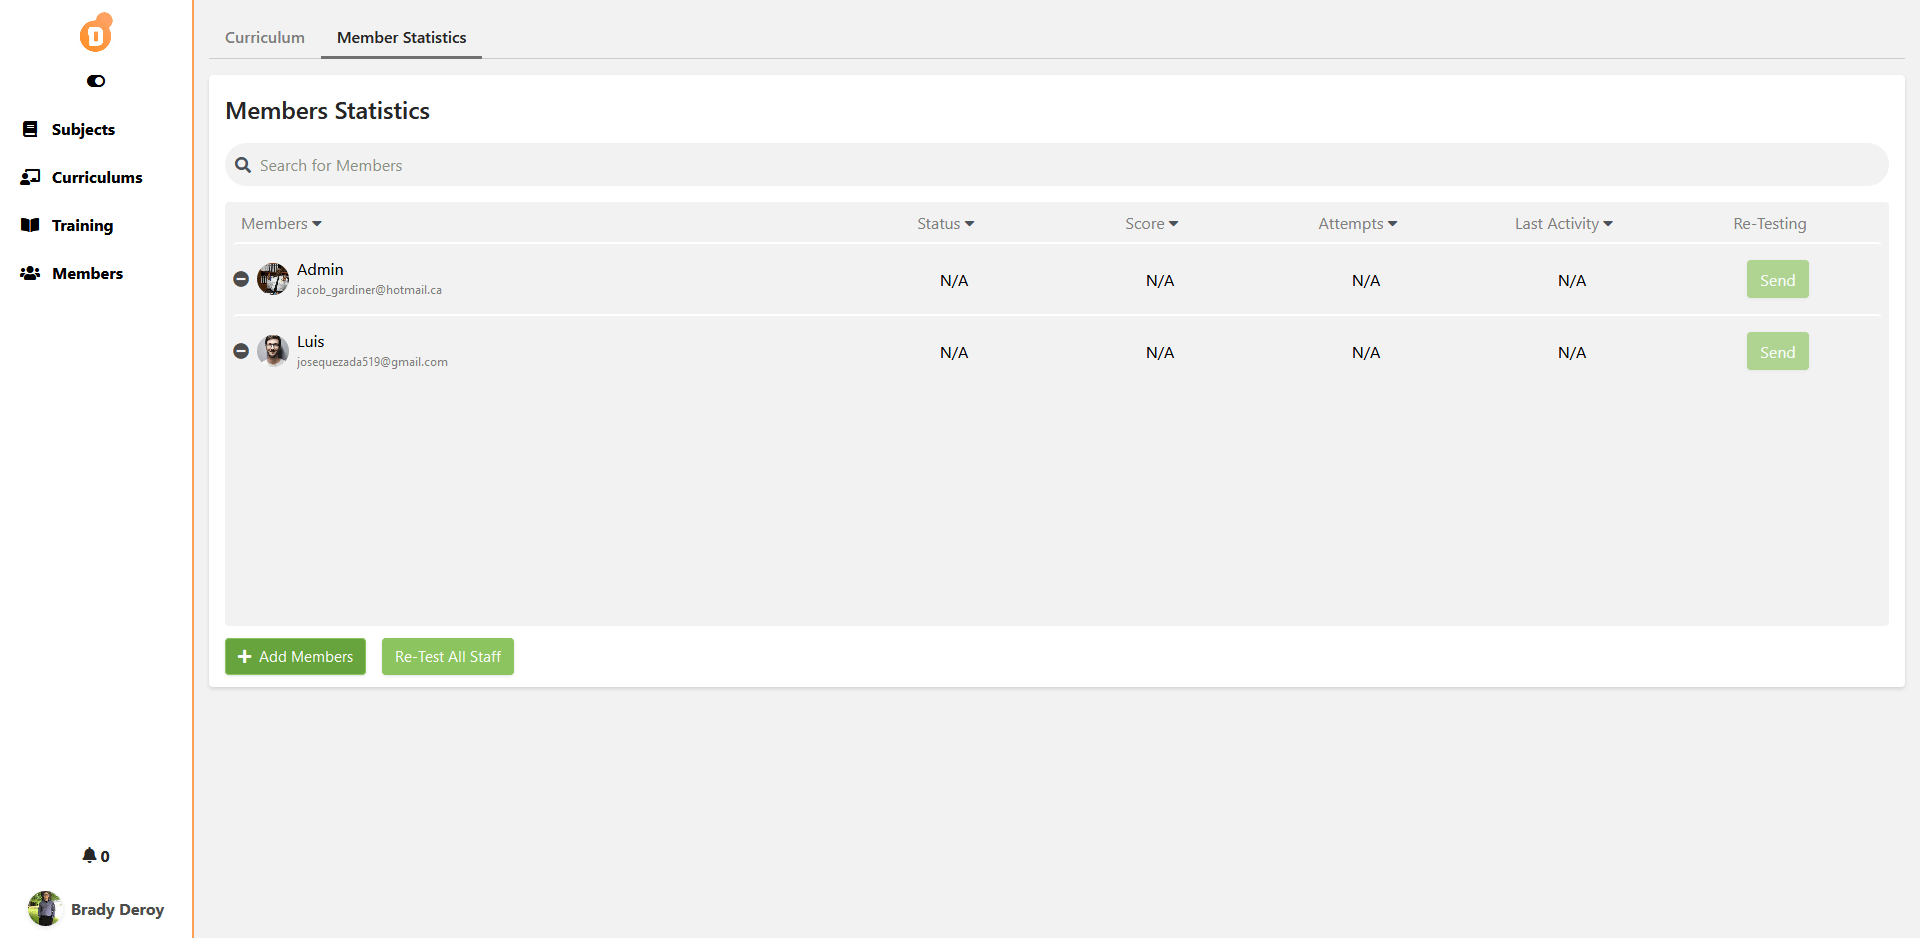 Curriculum
Member Statistics
Subjects
Curriculums
Training
Members
Members Statistics
Search for Members
Members Status Score Attempts Last Activity Re-Testing
Admin
jacob_gardiner@hotmail.ca
N/A N/A N/A N/A Send
Luis
josequezada519@gmail.com
N/A N/A N/A N/A Send
Add Members
Re-Test All Staff
0
Brady Deroy